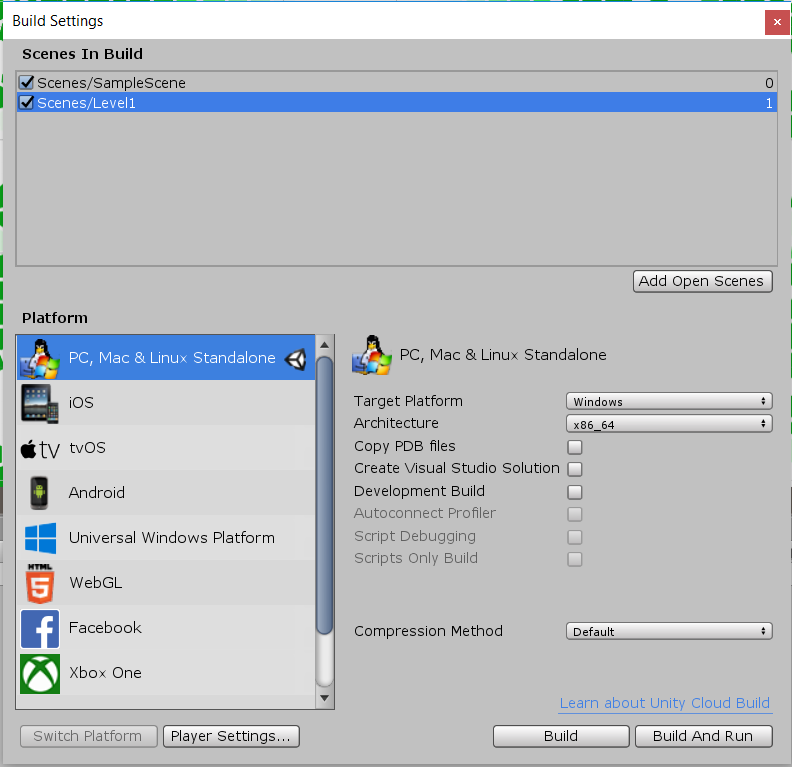 Build Settings
Scenes In Build
Scenes/SampleScene 0
Scenes/Level1 1
Add Open Scenes
Platform
PC, Mac & Linux Standalone
iOS
tv tvOS
Android
Universal Windows Platform
HTML 5 WebGL
Facebook
Xbox One
PC, Mac & Linux Standalone
Target Platform Windows
Architecture x86_64
Copy PDB files
Create Visual Studio Solution
Development Build
Autoconnect Profiler
Script Debugging
Scripts Only Build
Compression Method Default
Learn about Unity Cloud Build
Switch Platform Player Settings... Build Build And Run